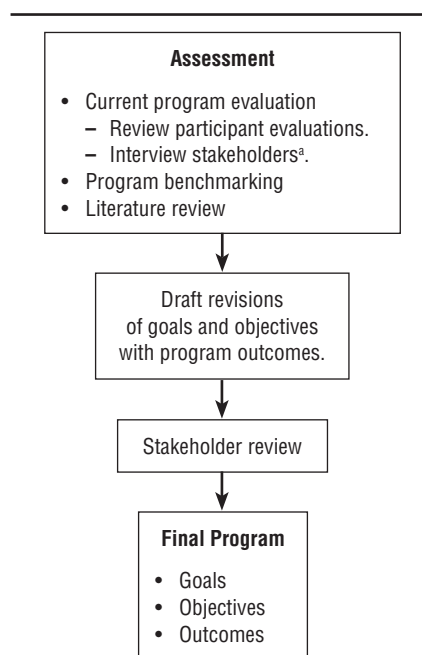 Assessment
• Current program evaluation
– Review participant evaluations.
– Interview stakeholdersª.
• Program benchmarking
• Literature review
Draft revisions
of goals and objectives
with program outcomes.
Stakeholder review
Final Program
• Goals
• Objectives
• Outcomes